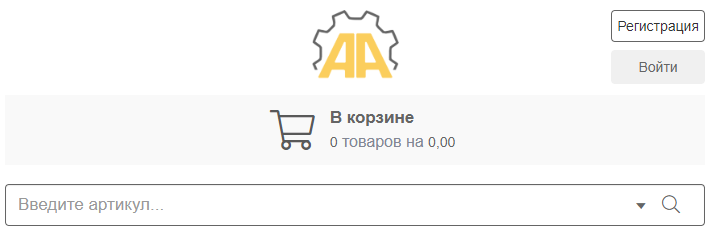 AA
Регистрация
Войти
В корзине
0 товаров на 0,00
Введите артикул...